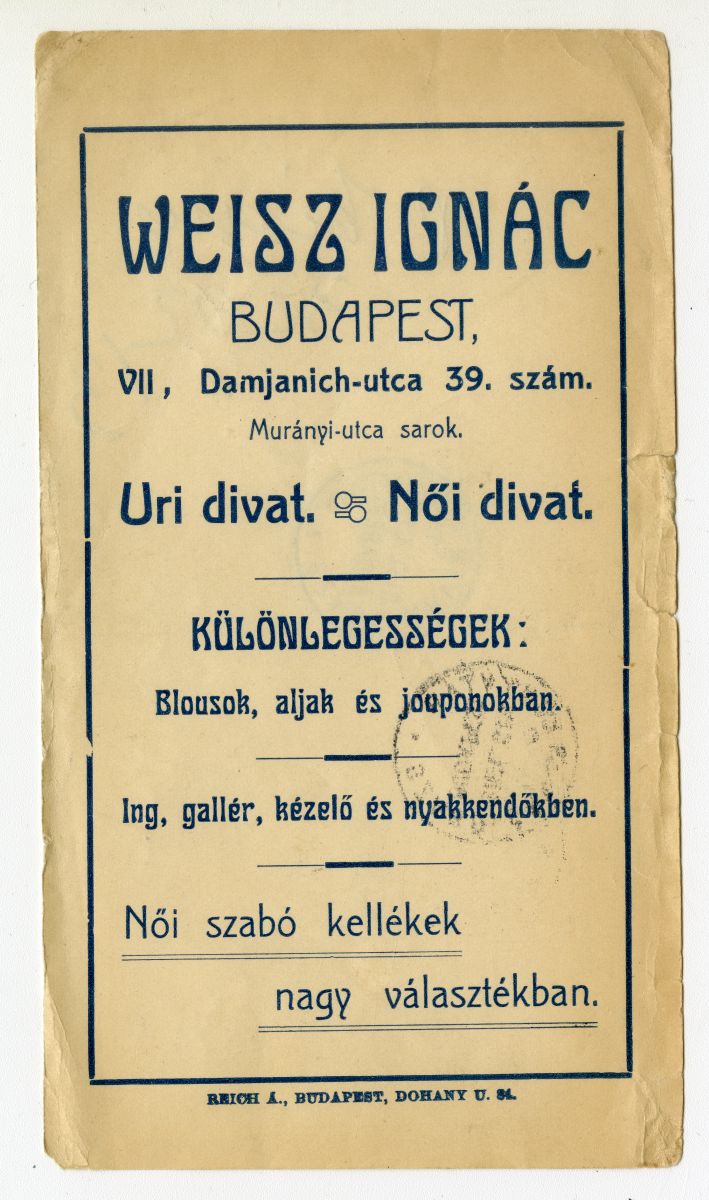 WEISZ IGNÁC
BUDAPEST,
VII, Damjanich-utca 39. szám.
Murányi-utca sarok.
Uri divat. Női divat.
KÜLÖNLEGESSÉGEK:
Blousok, aljak és jouponokban.
Ing, gallér, kézelő és nyakkendőkben.
Női szabó kellékek
nagy választékban.
REICH Á., BUDAPEST, DOHANY U. 84.